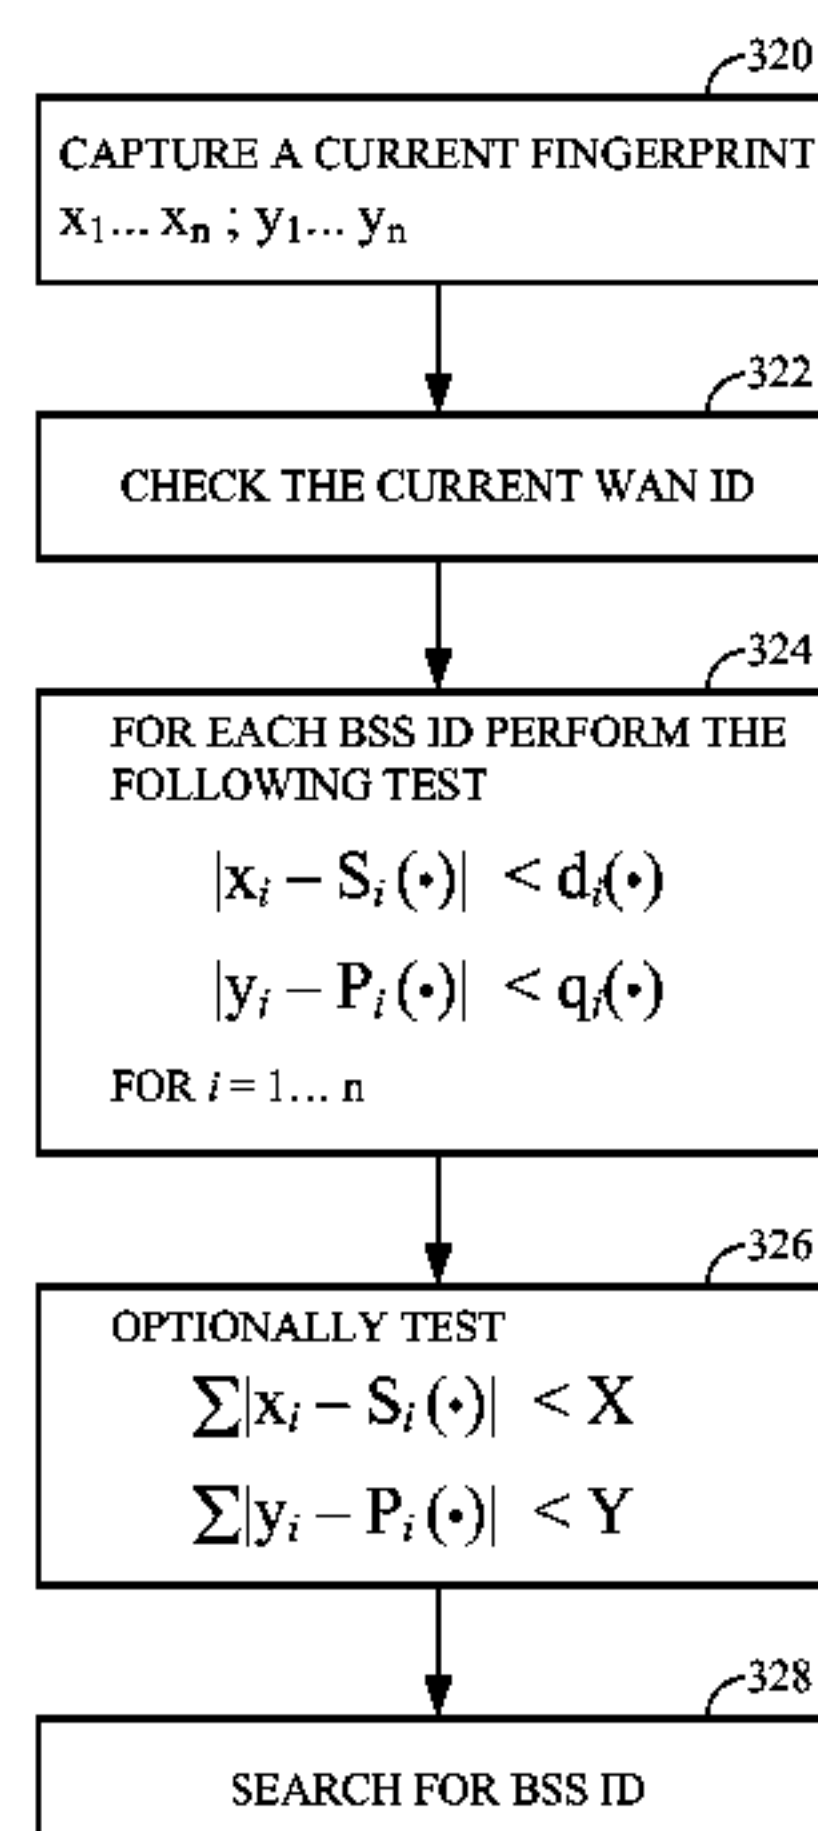 320
CAPTURE A CURRENT FINGERPRINT
x₁... xₙ ; y₁... yₙ
322
CHECK THE CURRENT WAN ID
324
FOR EACH BSS ID PERFORM THE
FOLLOWING TEST
|xᵢ – Sᵢ (•)| < dᵢ(•)
|yᵢ – Pᵢ (•)| < qᵢ(•)
FOR i = 1... n
326
OPTIONALLY TEST
∑|xᵢ – Sᵢ (•)| < X
∑|yᵢ – Pᵢ (•)| < Y
328
SEARCH FOR BSS ID